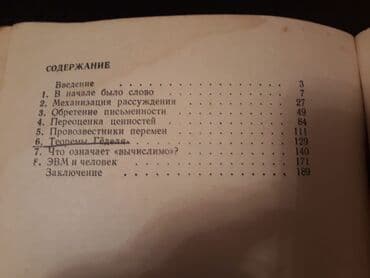 СОДЕРЖАНИЕ
Введение . . . . . . . . . . . 3
1. В начале было слово . . . . . . . 7
2. Механизация рассуждения . . . . . . 27
3. Обретение письменности . . . . . . 49
4. Переоценка ценностей . . . . . . . 84
5. Провозвестники перемен . . . . . . 111
6. Теоремы Гёделя . . . . . . . . 129
7. Что означает «вычислимо»? . . . . . 140
8. ЭВМ и человек . . . . . . . . 171
Заключение . . . . . . . . . . 189